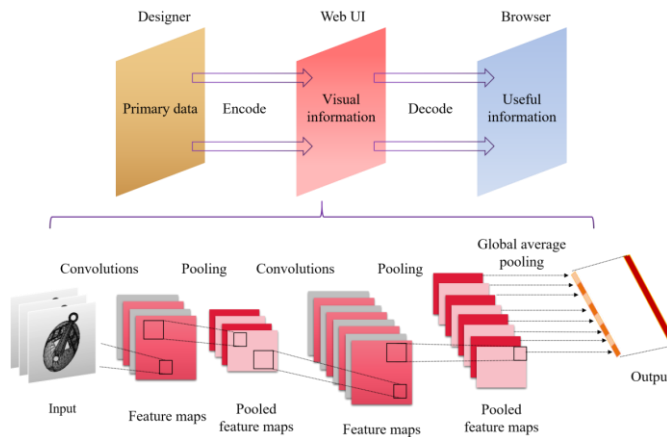 Designer
Web UI
Browser
Primary data
Encode
Visual
information
Decode
Useful
information
Global average
pooling
Convolutions
Pooling
Convolutions
Pooling
Input
Feature maps
Pooled
feature maps
Feature maps
Pooled
feature maps
Output